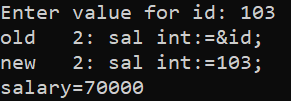 Enter value for id: 103
old   2: sal int:=&id;
new   2: sal int:=103;
salary=70000